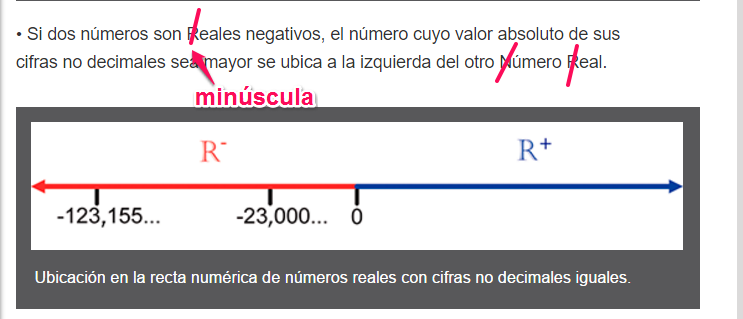 • Si dos números son Reales negativos, el número cuyo valor absoluto de sus
cifras no decimales sea mayor se ubica a la izquierda del otro Número Real.
minúscula
R⁻ R⁺
-123,155... -23,000... 0
Ubicación en la recta numérica de números reales con cifras no decimales iguales.